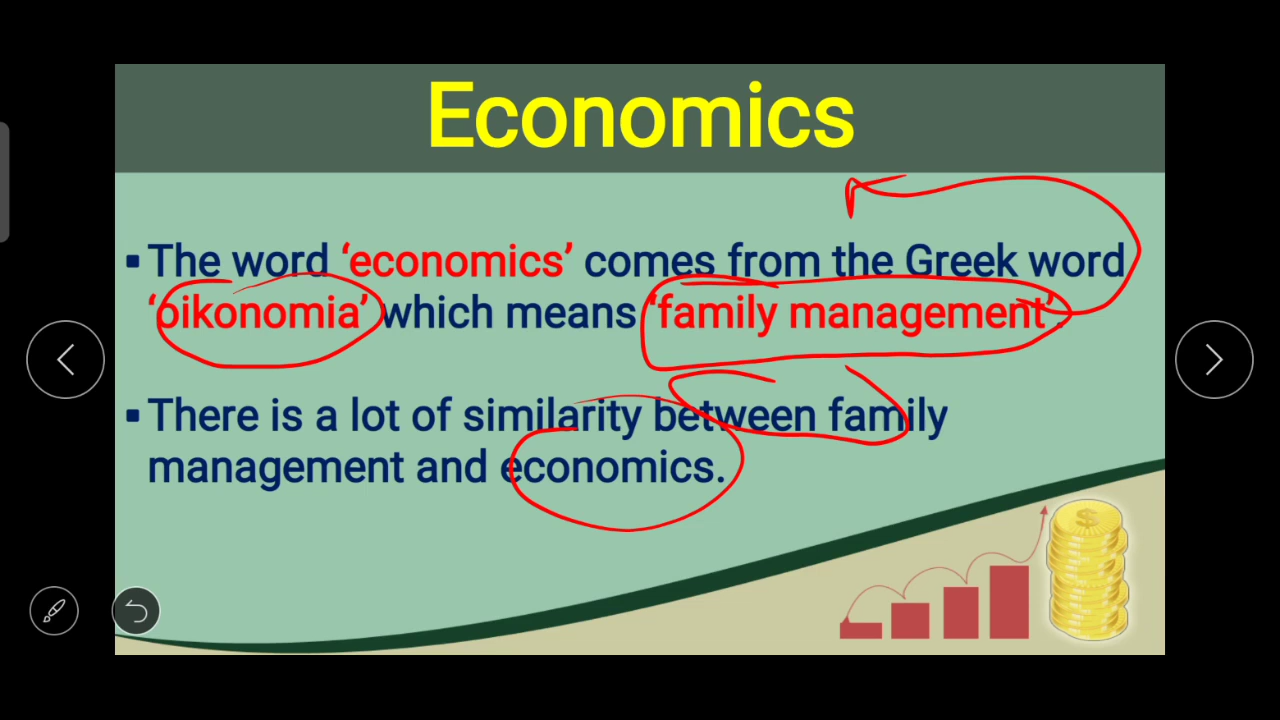 Economics
▪ The word ‘economics’ comes from the Greek word
‘oikonomia’ which means ‘family management’.
▪ There is a lot of similarity between family
management and economics.
$